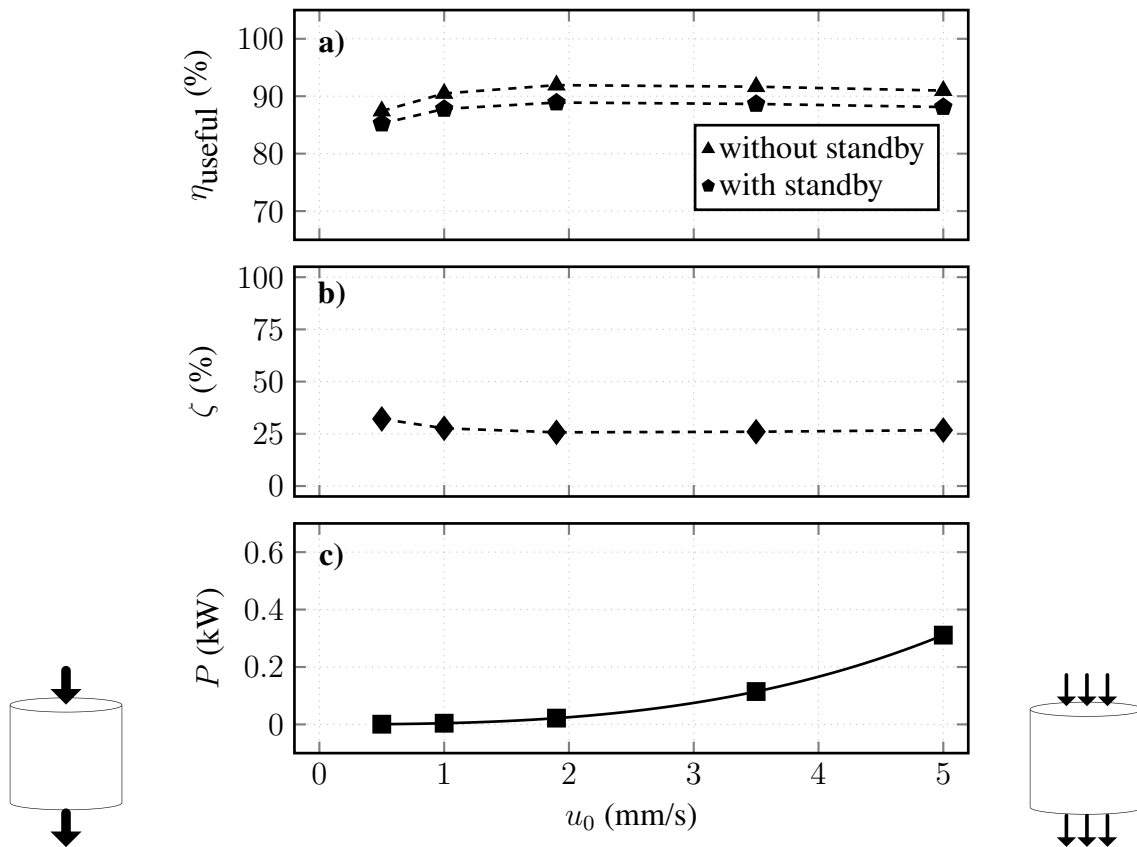 a)
η_useful (%)
100
90
80
70
without standby
with standby
b)
ζ (%)
100
75
50
25
0
c)
P (kW)
0.6
0.4
0.2
0
0 1 2 3 4 5
u₀ (mm/s)